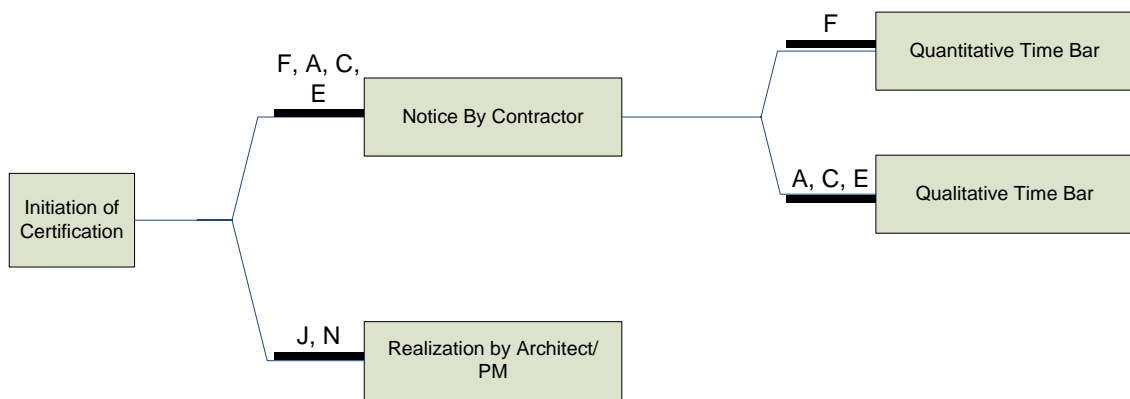 F
Quantitative Time Bar
F, A, C,
E
Notice By Contractor
A, C, E
Qualitative Time Bar
Initiation of
Certification
J, N
Realization by Architect/
PM